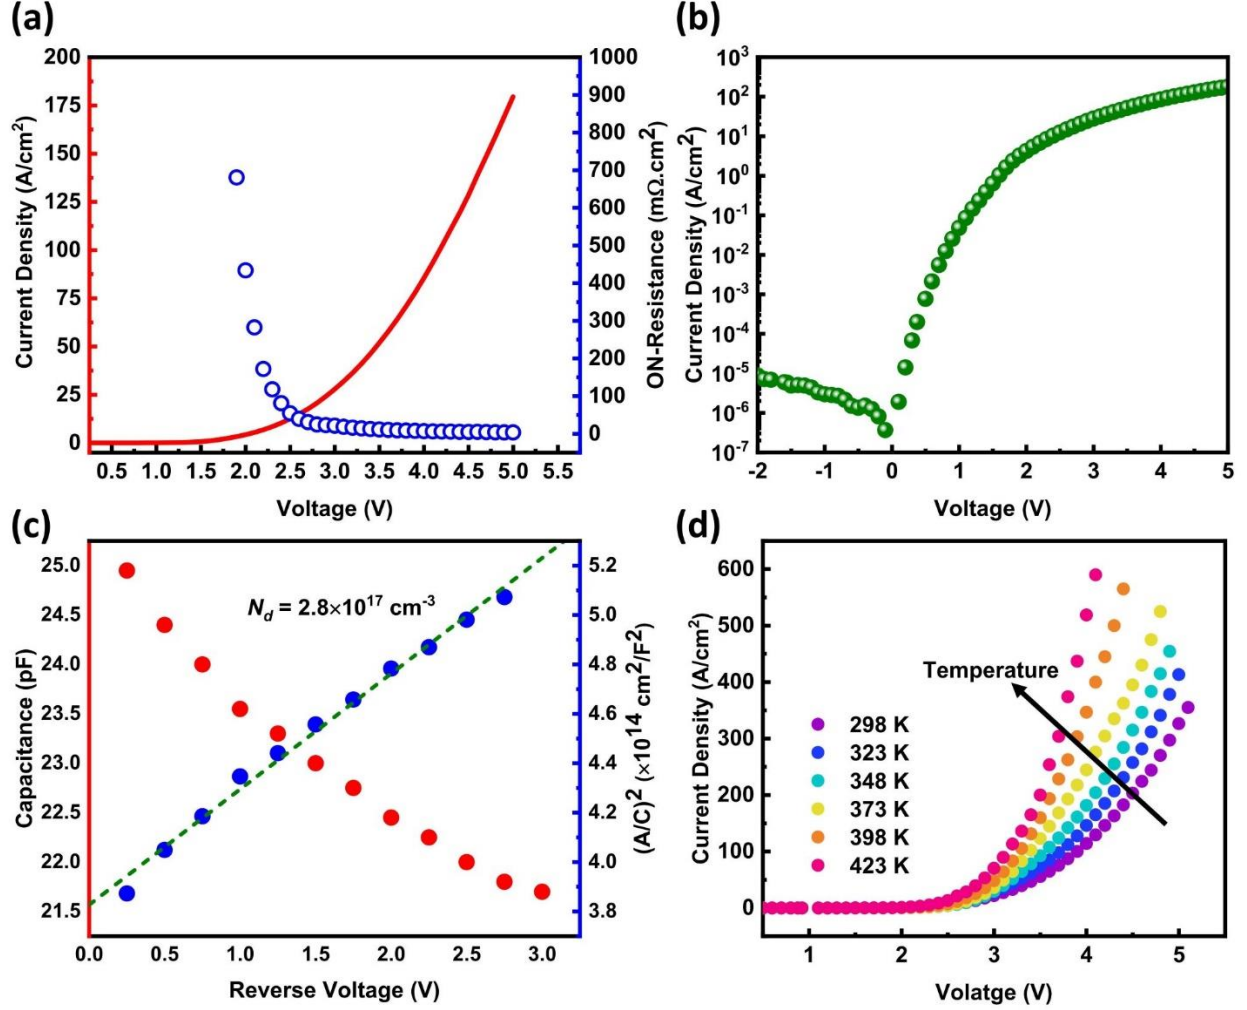 (a)
200
175
150
125
100
75
50
25
0
Current Density (A/cm²)
0.5 1.0 1.5 2.0 2.5 3.0 3.5 4.0 4.5 5.0 5.5
Voltage (V)
1000
900
800
700
600
500
400
300
200
100
0
ON-Resistance (mΩ.cm²)
(b)
10³
10²
10¹
10⁰
10⁻¹
10⁻²
10⁻³
10⁻⁴
10⁻⁵
10⁻⁶
10⁻⁷
Current Density (A/cm²)
-2 -1 0 1 2 3 4 5
Voltage (V)
(c)
25.0
24.5
24.0
23.5
23.0
22.5
22.0
21.5
Capacitance (pF)
N_d = 2.8×10¹⁷ cm⁻³
0.0 0.5 1.0 1.5 2.0 2.5 3.0
Reverse Voltage (V)
5.2
5.0
4.8
4.6
4.4
4.2
4.0
3.8
(A/C)² (×10¹⁴ cm²/F²)
(d)
600
500
400
300
200
100
0
Current Density (A/cm²)
Temperature
298 K
323 K
348 K
373 K
398 K
423 K
1 2 3 4 5
Volatge (V)